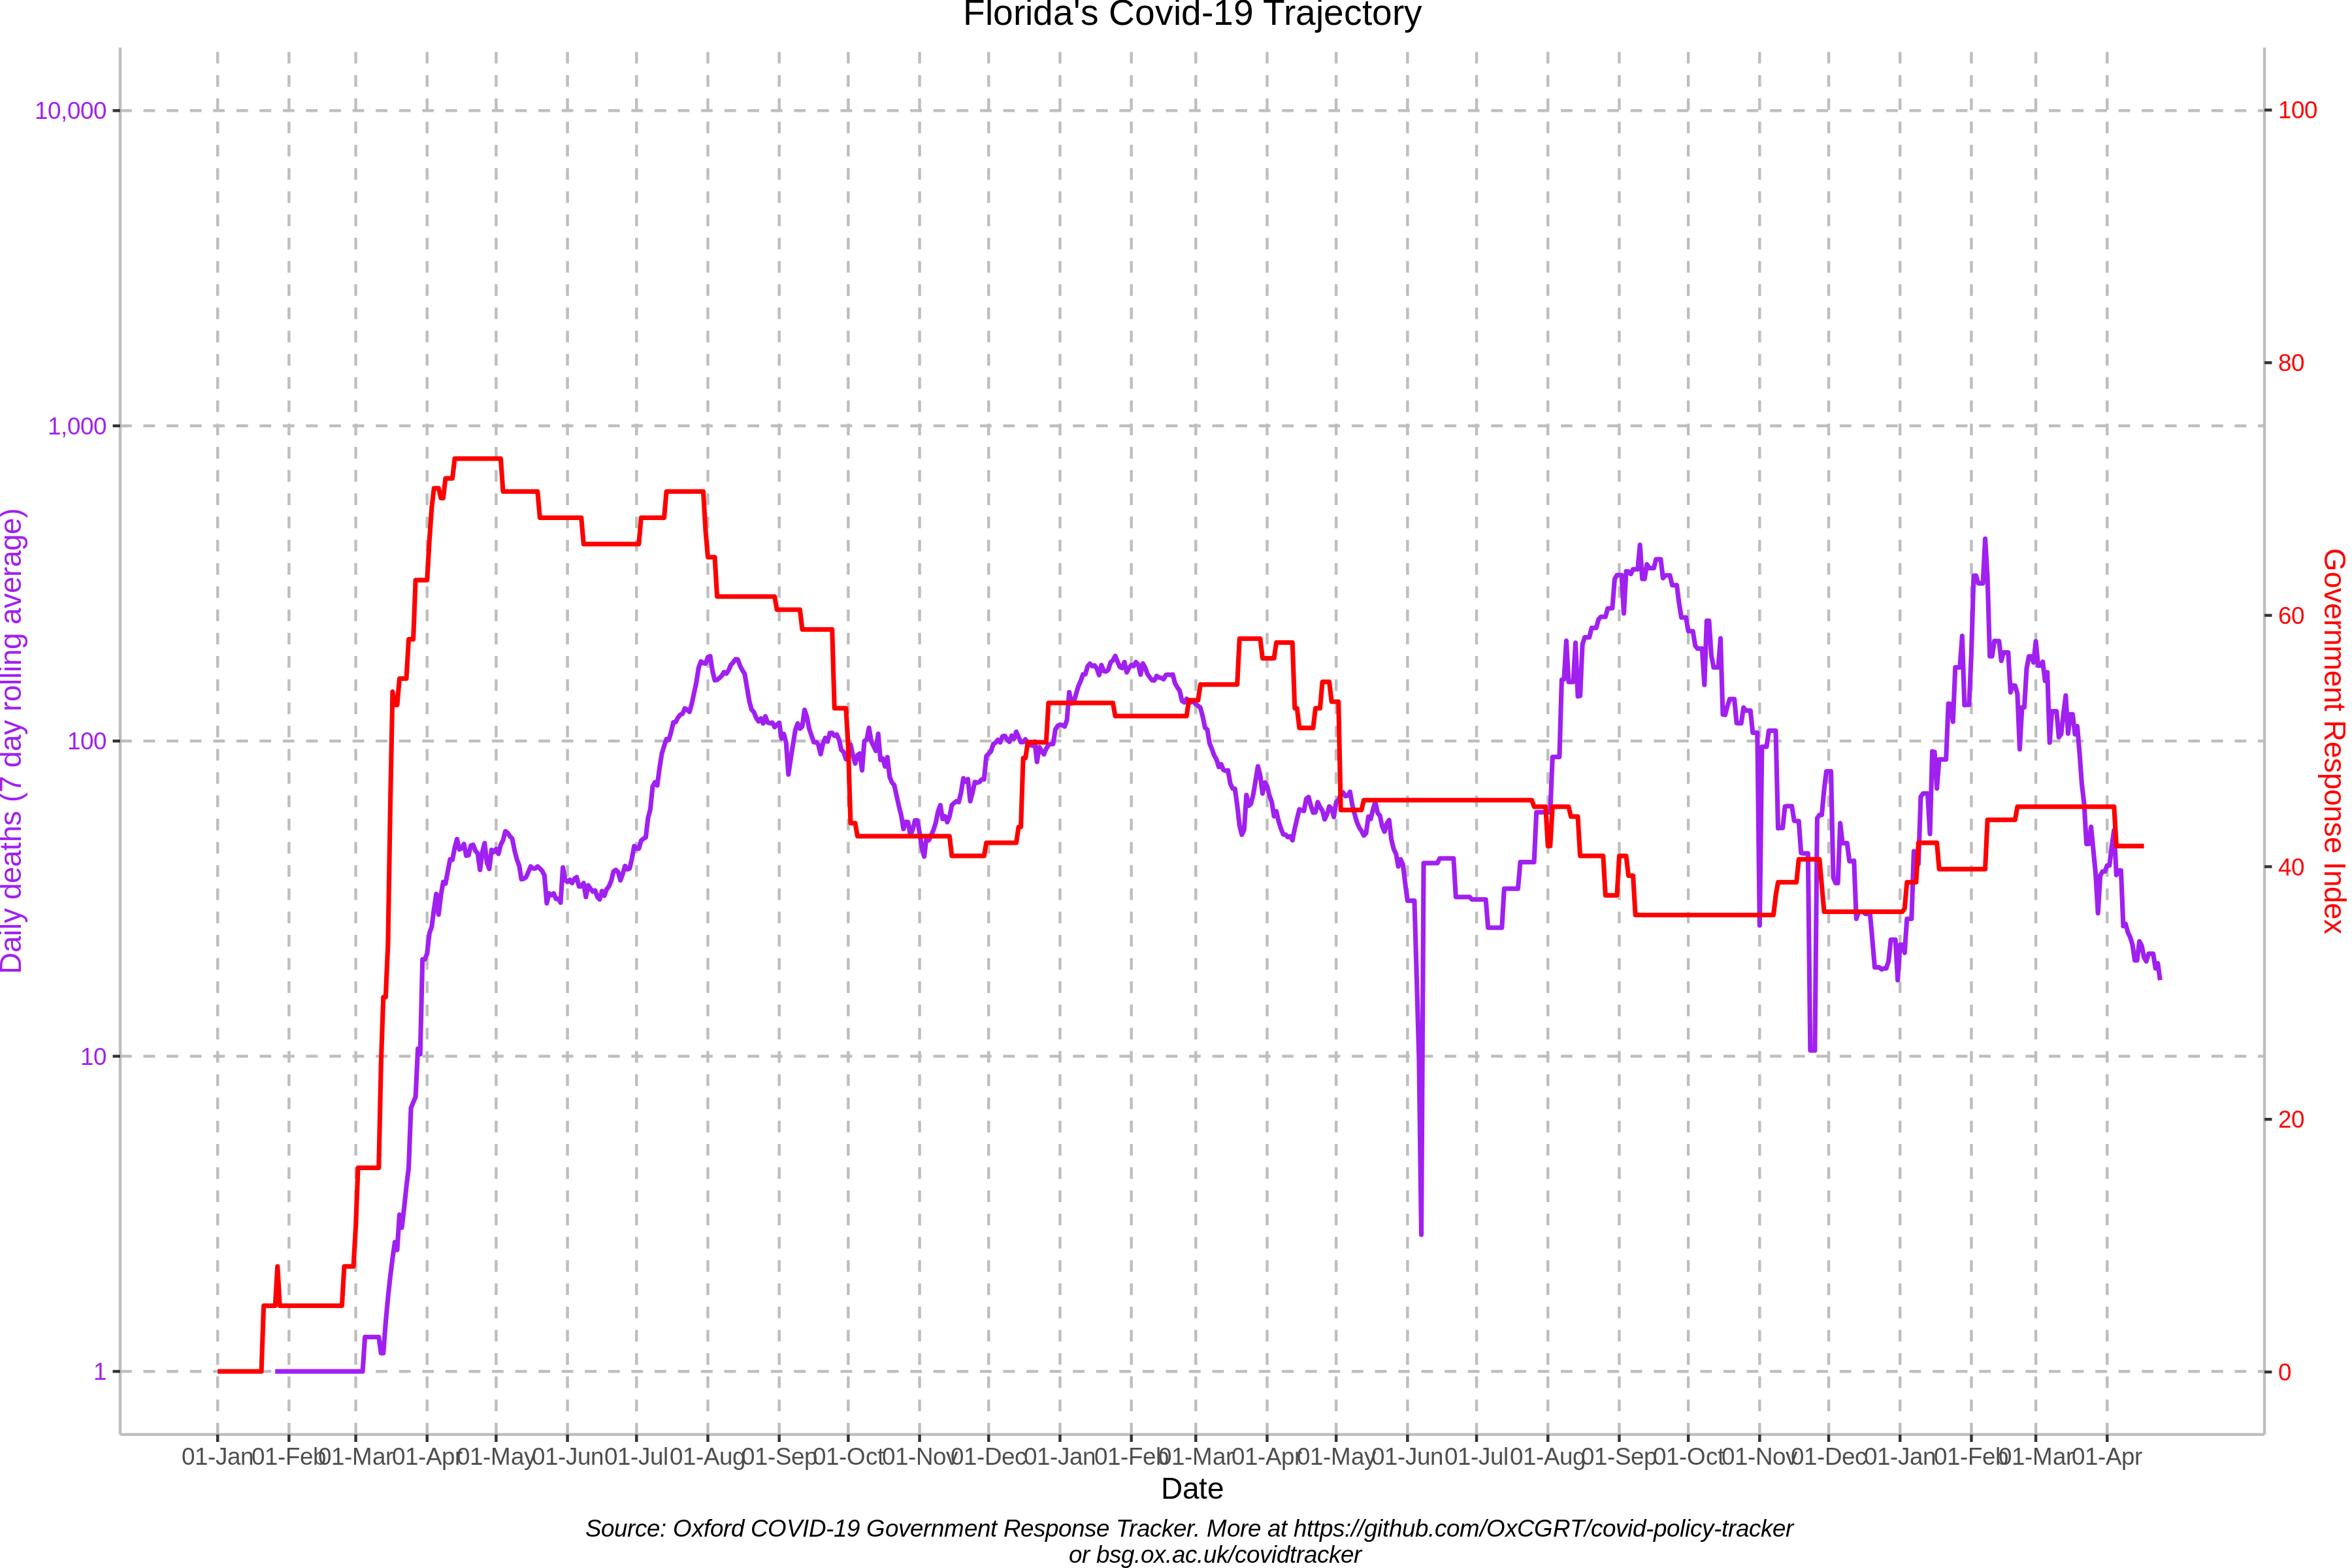 Florida's Covid-19 Trajectory
10,000
1,000
100
10
1
Daily deaths (7 day rolling average)
100
80
60
40
20
0
Government Response Index
01-Jan 01-Feb 01-Mar 01-Apr 01-May 01-Jun 01-Jul 01-Aug 01-Sep 01-Oct 01-Nov 01-Dec 01-Jan 01-Feb 01-Mar 01-Apr 01-May 01-Jun 01-Jul 01-Aug 01-Sep 01-Oct 01-Nov 01-Dec 01-Jan 01-Feb 01-Mar 01-Apr
Date
Source: Oxford COVID-19 Government Response Tracker. More at https://github.com/OxCGRT/covid-policy-tracker
or bsg.ox.ac.uk/covidtracker